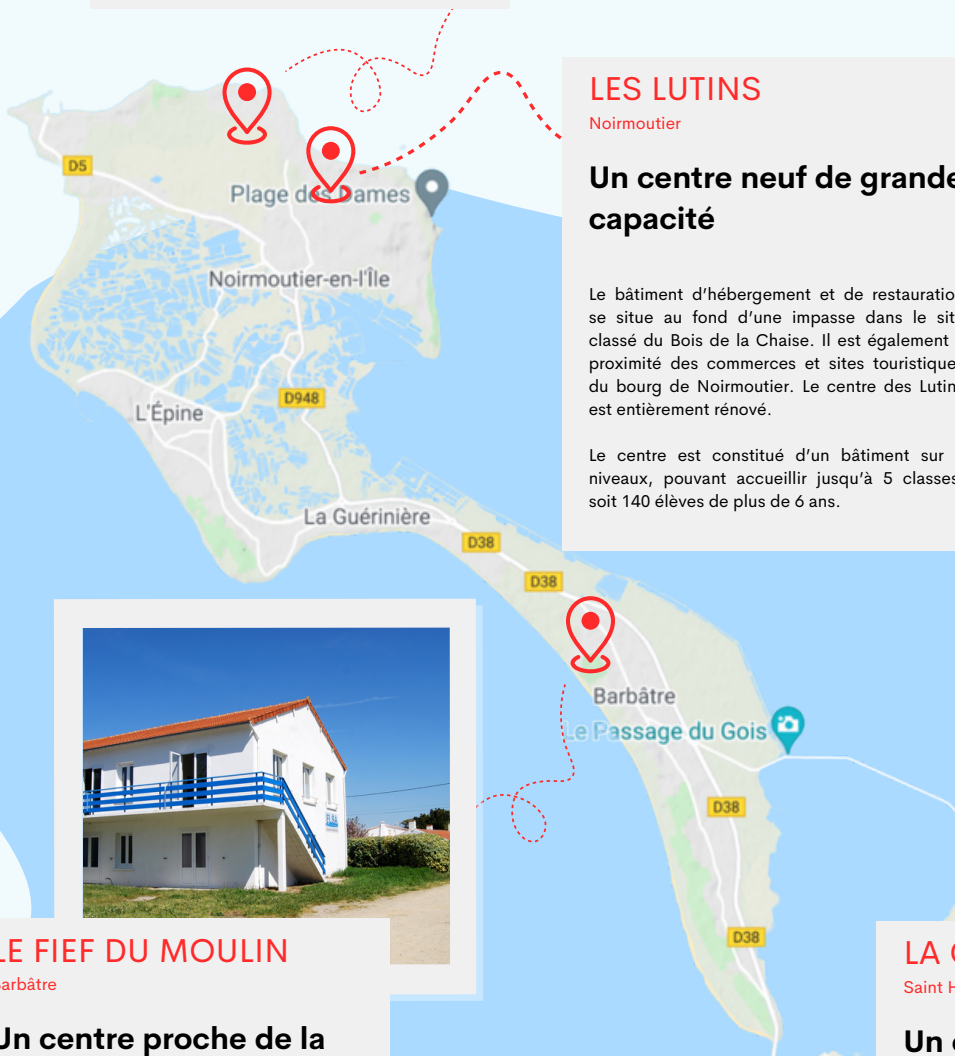 LES LUTINS
Noirmoutier
Un centre neuf de grande
capacité
Le bâtiment d'hébergement et de restauration
se situe au fond d'une impasse dans le site
classé du Bois de la Chaise. Il est également
proximité des commerces et sites touristiques
du bourg de Noirmoutier. Le centre des Lutins
est entièrement rénové.
Le centre est constitué d'un bâtiment sur
niveaux, pouvant accueillir jusqu'à 5 classes,
soit 140 élèves de plus de 6 ans.
D5
Plage des Dames
Noirmoutier-en-l'Île
D948
L'Épine
La Guérinière
D38
D38
Barbâtre
Le Passage du Gois
D38
D38
LE FIEF DU MOULIN
Barbâtre
Un centre proche de la
LA
Saint
Un